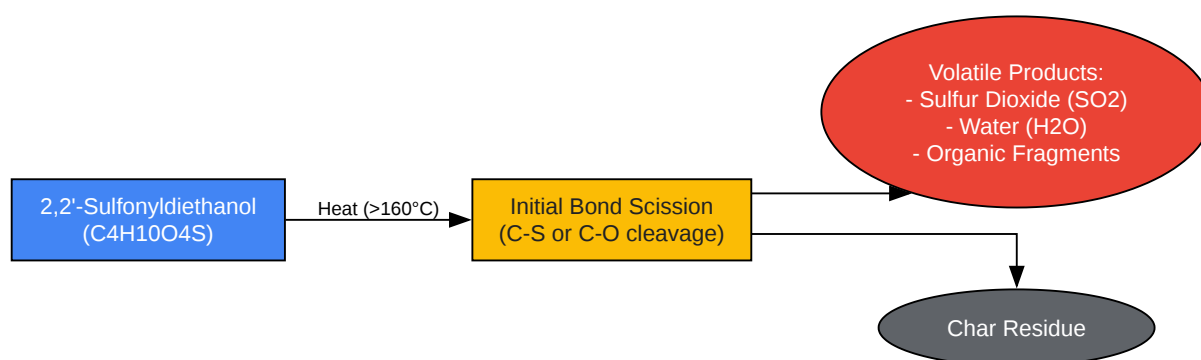 2,2'-Sulfonyldiethanol
(C4H10O4S)
Heat (>160°C)
Initial Bond Scission
(C-S or C-O cleavage)
Volatile Products:
- Sulfur Dioxide (SO2)
- Water (H2O)
- Organic Fragments
Char Residue